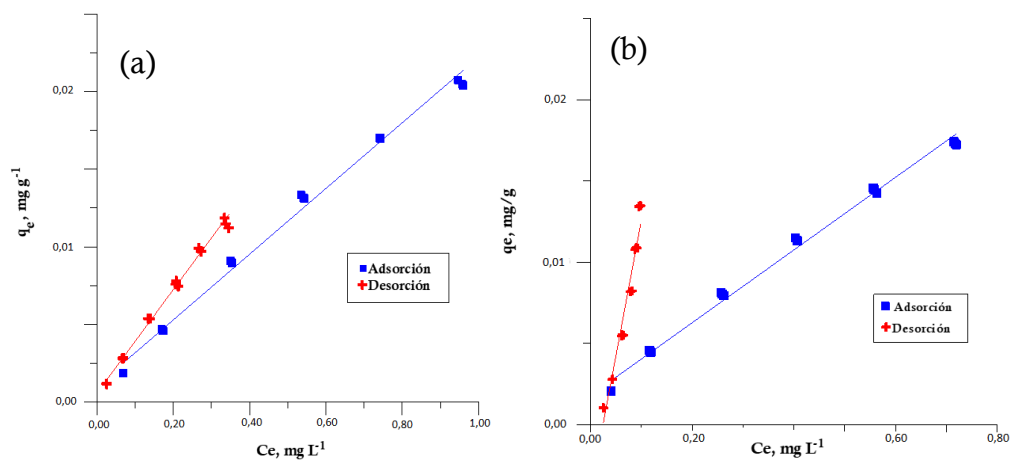 (a)
q_e, mg g^-1
0,02
0,01
0,00
0,00 0,20 0,40 0,60 0,80 1,00
Ce, mg L^-1
Adsorción
Desorción
(b)
qe, mg/g
0,02
0,01
0,00
0,00 0,20 0,40 0,60 0,80
Ce, mg L^-1
Adsorción
Desorción